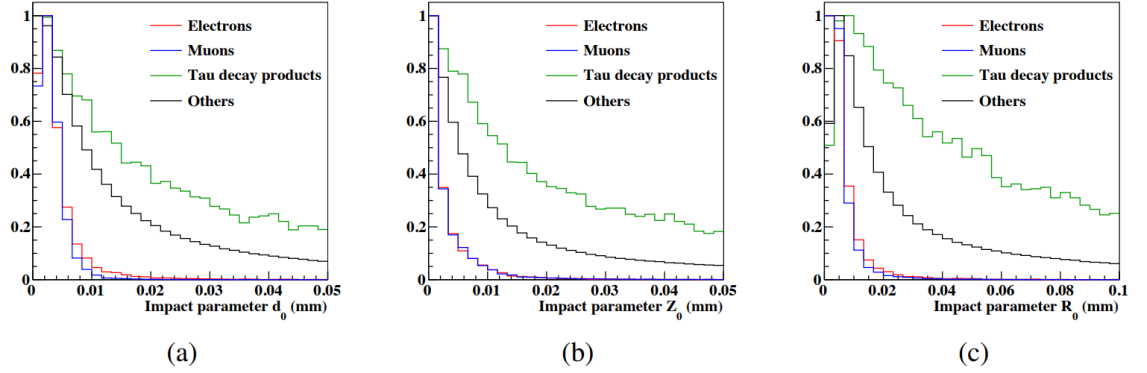 Electrons
Muons
Tau decay products
Others
1
0.8
0.6
0.4
0.2
0
0 0.01 0.02 0.03 0.04 0.05
Impact parameter d0 (mm)
(a)
Electrons
Muons
Tau decay products
Others
1
0.8
0.6
0.4
0.2
0
0 0.01 0.02 0.03 0.04 0.05
Impact parameter Z0 (mm)
(b)
Electrons
Muons
Tau decay products
Others
1
0.8
0.6
0.4
0.2
0
0 0.02 0.04 0.06 0.08 0.1
Impact parameter R0 (mm)
(c)